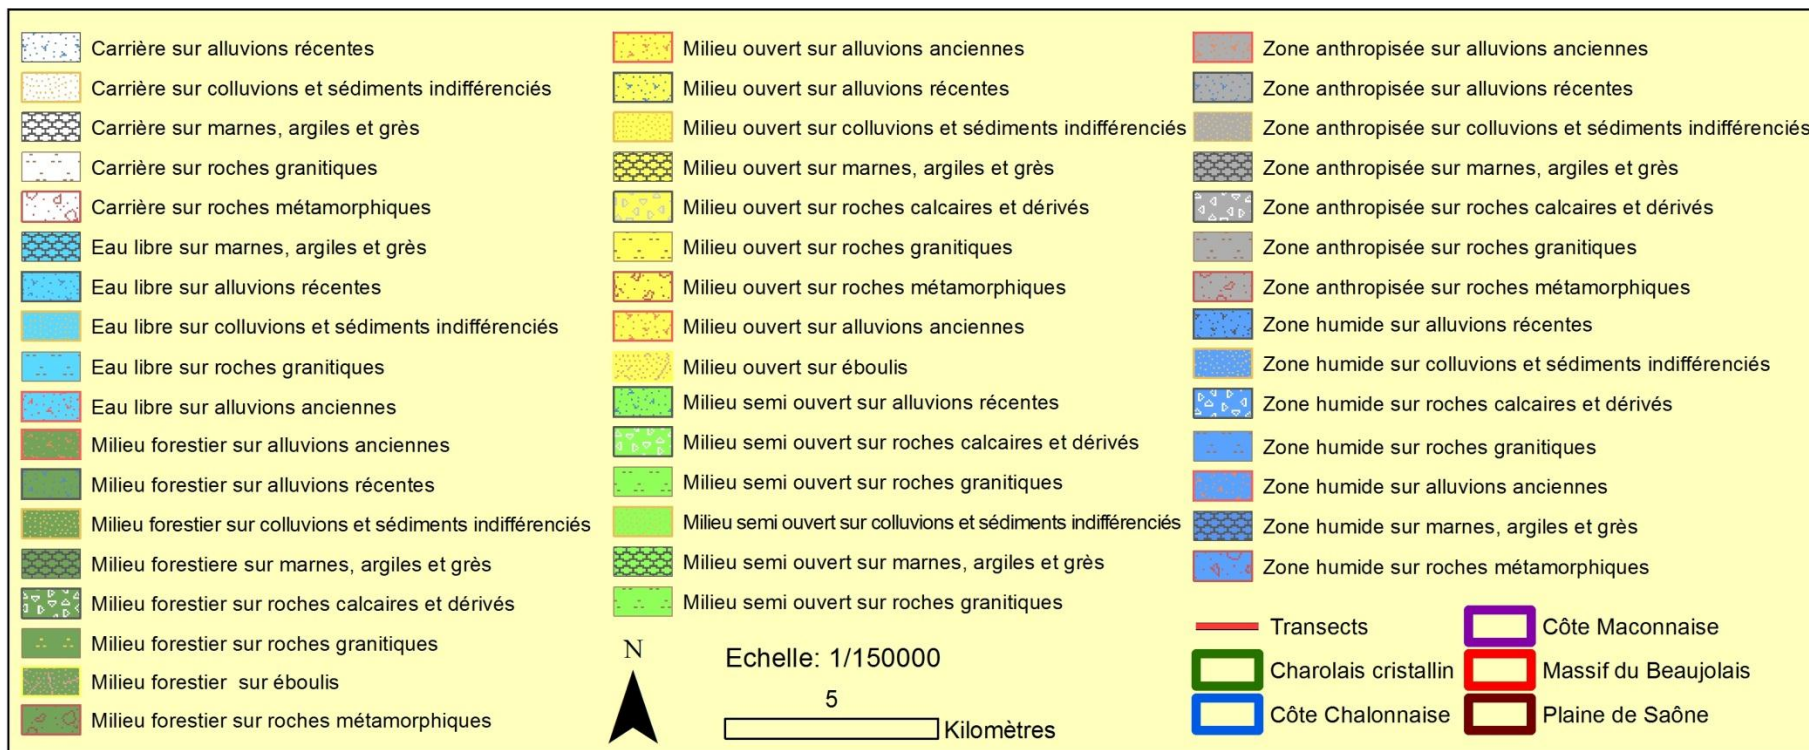 Carrière sur alluvions récentes
Carrière sur colluvions et sédiments indifférenciés
Carrière sur marnes, argiles et grès
Carrière sur roches granitiques
Carrière sur roches métamorphiques
Eau libre sur marnes, argiles et grès
Eau libre sur alluvions récentes
Eau libre sur colluvions et sédiments indifférenciés
Eau libre sur roches granitiques
Eau libre sur alluvions anciennes
Milieu forestier sur alluvions anciennes
Milieu forestier sur alluvions récentes
Milieu forestier sur colluvions et sédiments indifférenciés
Milieu forestiere sur marnes, argiles et grès
Milieu forestier sur roches calcaires et dérivés
Milieu forestier sur roches granitiques
Milieu forestier sur éboulis
Milieu forestier sur roches métamorphiques
Milieu ouvert sur alluvions anciennes
Milieu ouvert sur alluvions récentes
Milieu ouvert sur colluvions et sédiments indifférenciés
Milieu ouvert sur marnes, argiles et grès
Milieu ouvert sur roches calcaires et dérivés
Milieu ouvert sur roches granitiques
Milieu ouvert sur roches métamorphiques
Milieu ouvert sur alluvions anciennes
Milieu ouvert sur éboulis
Milieu semi ouvert sur alluvions récentes
Milieu semi ouvert sur roches calcaires et dérivés
Milieu semi ouvert sur roches granitiques
Milieu semi ouvert sur colluvions et sédiments indifférenciés
Milieu semi ouvert sur marnes, argiles et grès
Milieu semi ouvert sur roches granitiques
N
Echelle: 1/150000
5
Kilomètres
Zone anthropisée sur alluvions anciennes
Zone anthropisée sur alluvions récentes
Zone anthropisée sur colluvions et sédiments indifférenciés
Zone anthropisée sur marnes, argiles et grès
Zone anthropisée sur roches calcaires et dérivés
Zone anthropisée sur roches granitiques
Zone anthropisée sur roches métamorphiques
Zone humide sur alluvions récentes
Zone humide sur colluvions et sédiments indifférenciés
Zone humide sur roches calcaires et dérivés
Zone humide sur roches granitiques
Zone humide sur alluvions anciennes
Zone humide sur marnes, argiles et grès
Zone humide sur roches métamorphiques
Transects
Charolais cristallin
Côte Chalonnaise
Côte Maconnaise
Massif du Beaujolais
Plaine de Saône